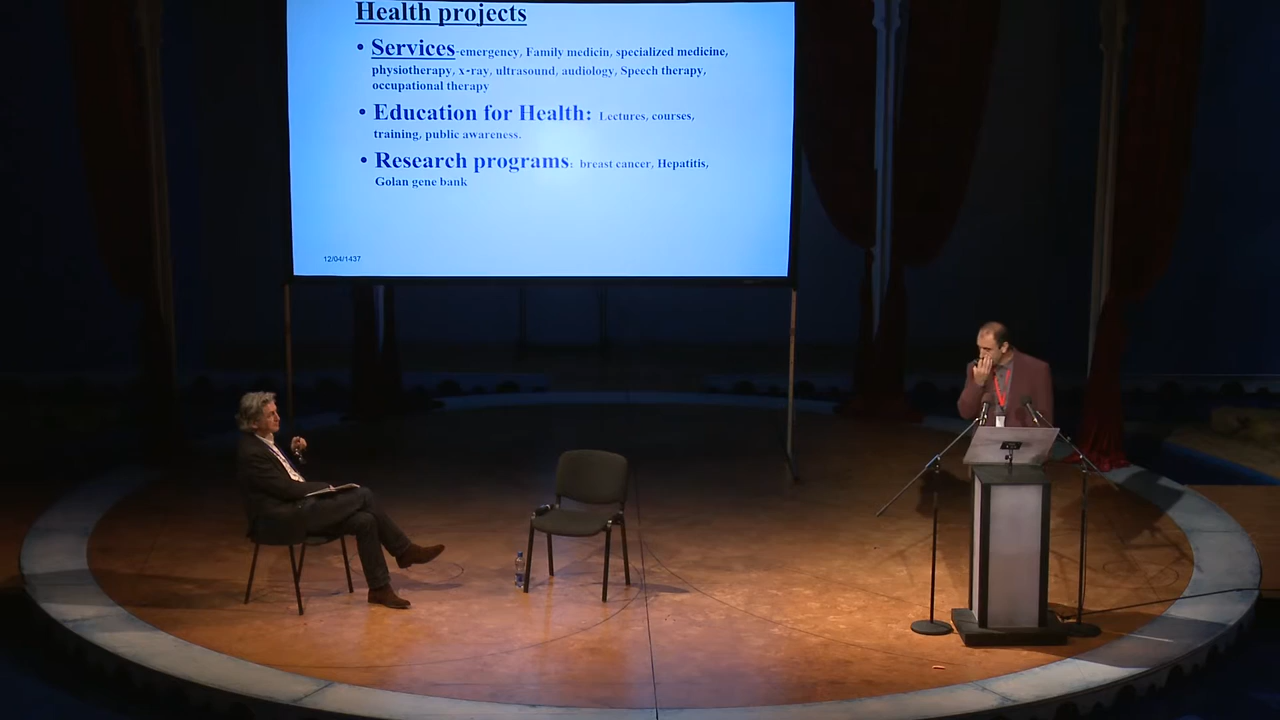 Health projects
• Services-emergency, Family medicin, specialized medicine,
physiotherapy, x-ray, ultrasound, audiology, Speech therapy,
occupational therapy
• Education for Health: Lectures, courses,
training, public awareness.
• Research programs: breast cancer, Hepatitis,
Golan gene bank
12/04/1437